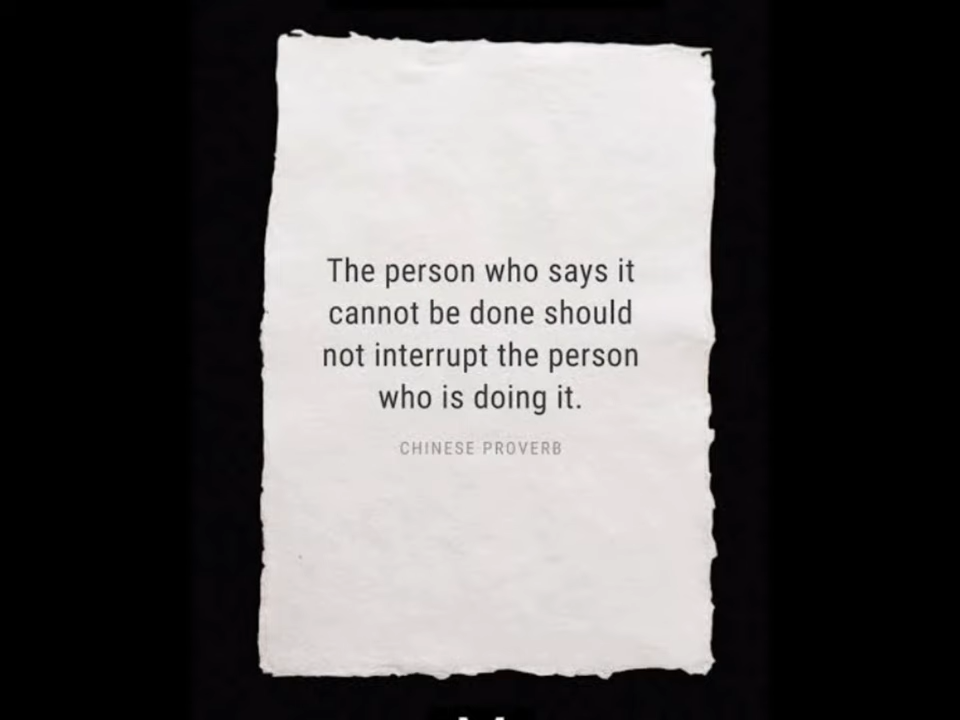 The person who says it
cannot be done should
not interrupt the person
who is doing it.
CHINESE PROVERB